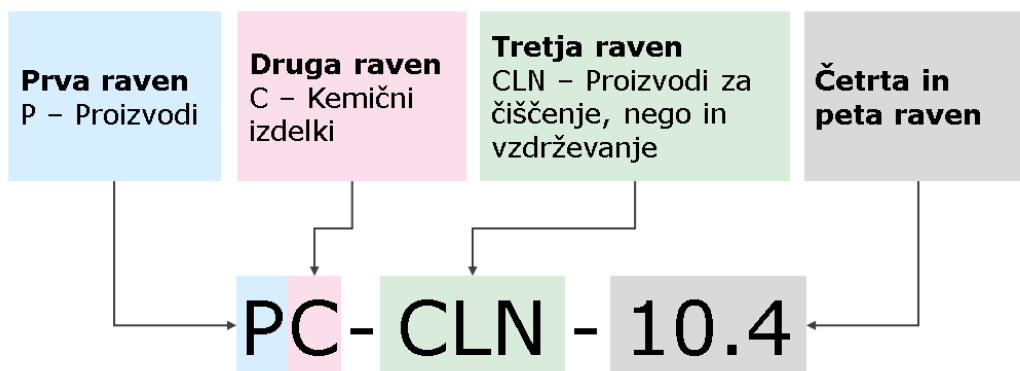 Prva raven
P – Proizvodi
Druga raven
C – Kemični
izdelki
Tretja raven
CLN – Proizvodi za
čiščenje, nego in
vzdrževanje
Četrta in
peta raven
PC-CLN-10.4